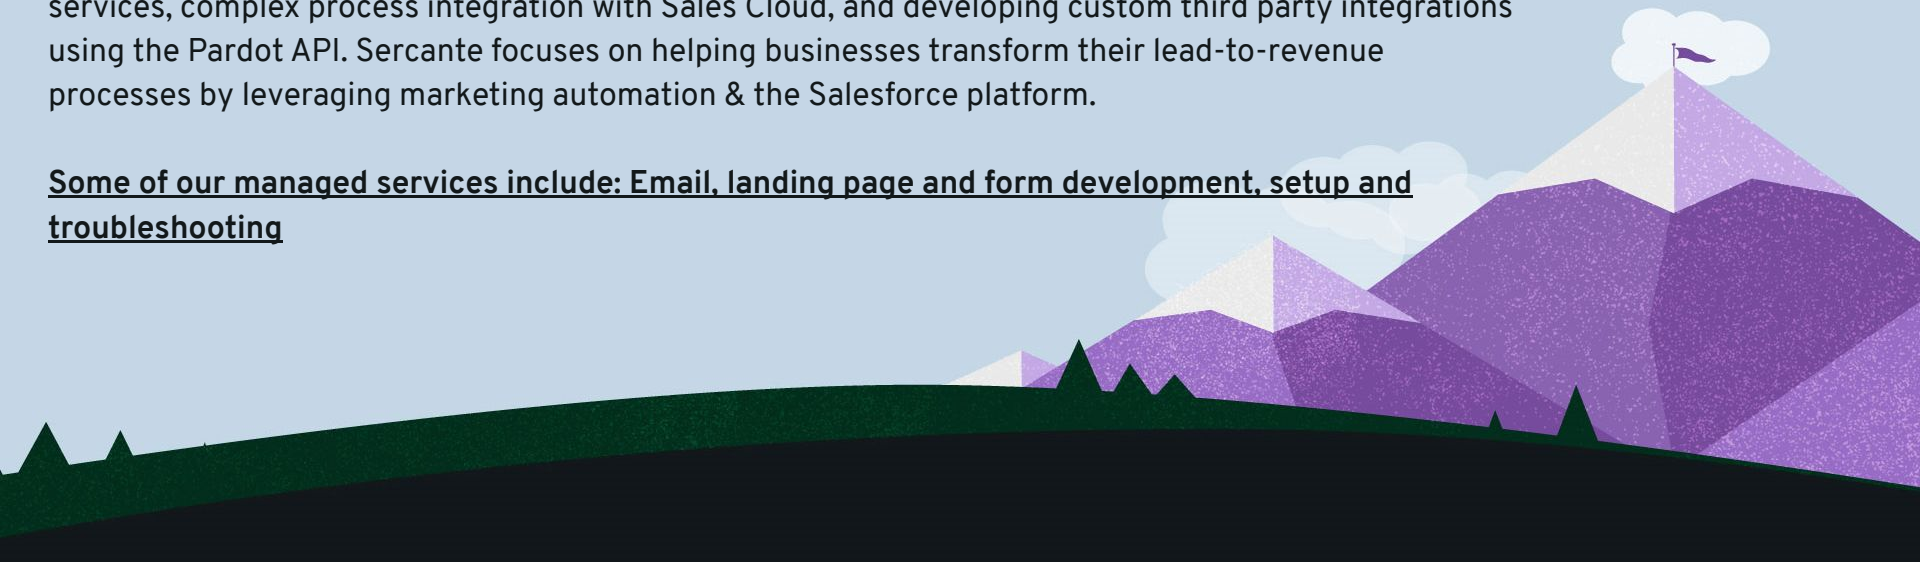 services, complex process integration with Sales Cloud, and developing custom third party integrations
using the Pardot API. Sercante focuses on helping businesses transform their lead-to-revenue
processes by leveraging marketing automation & the Salesforce platform.
Some of our managed services include: Email, landing page and form development, setup and
troubleshooting